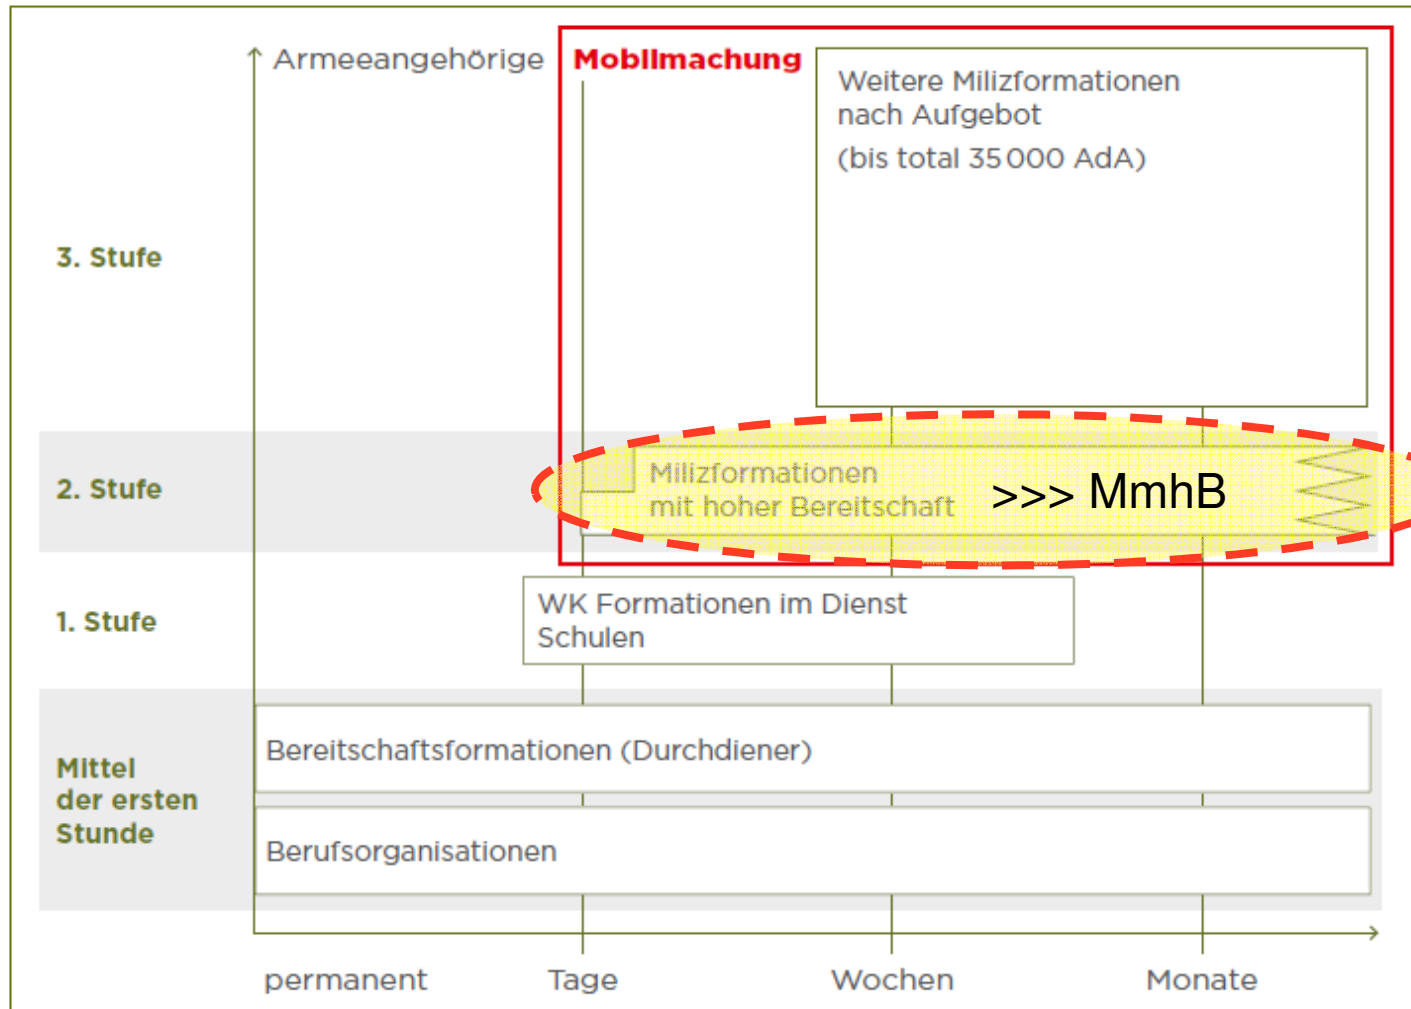 Armeeangehörige
Mobilmachung
Weitere Milizformationen
nach Aufgebot
(bis total 35 000 AdA)
3. Stufe
2. Stufe
Milizformationen
mit hoher Bereitschaft
>>> MmhB
1. Stufe
WK Formationen im Dienst
Schulen
Mittel
der ersten
Stunde
Bereitschaftsformationen (Durchdiener)
Berufsorganisationen
permanent
Tage
Wochen
Monate